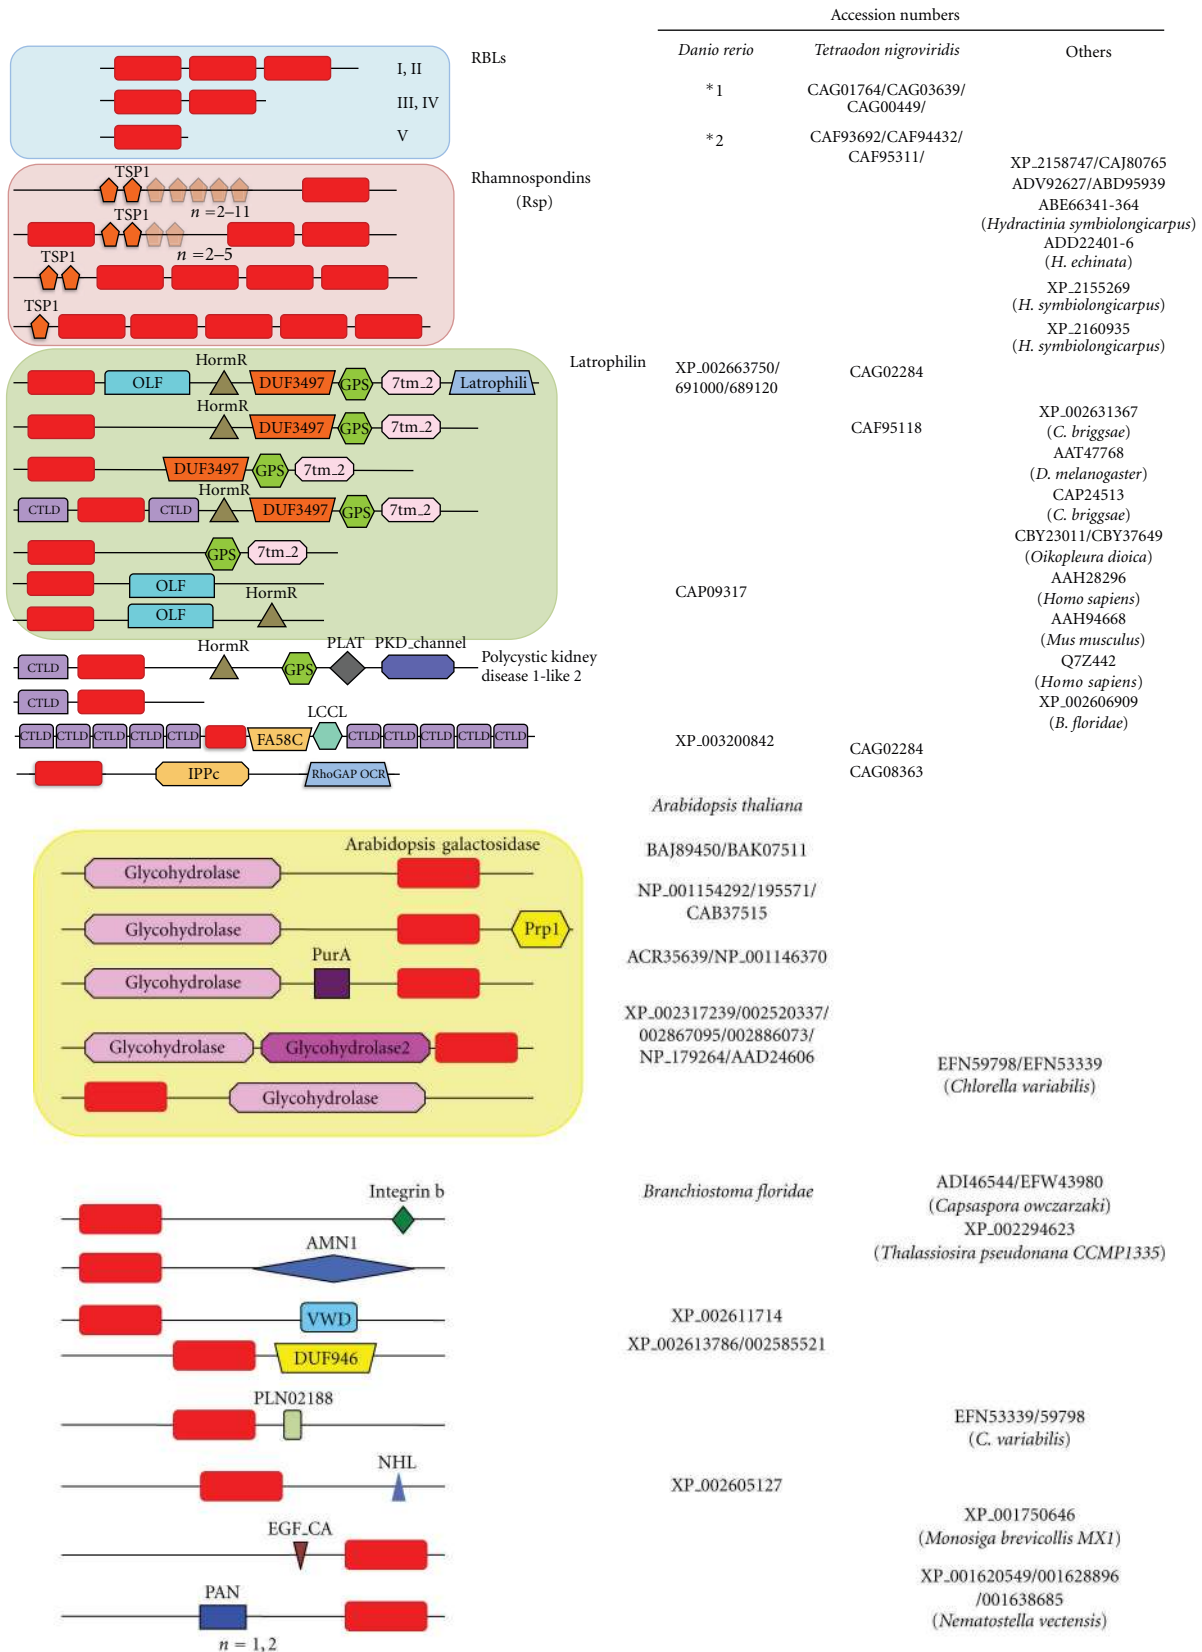 Accession numbers
Danio rerio
Tetraodon nigroviridis
Others
RBLs
I, II
III, IV
V
*1
CAG01764/CAG03639/
CAG00449/
*2
CAF93692/CAF94432/
CAF95311/
Rhamnospondins
(Rsp)
TSP1
n =2–11
TSP1
n =2–5
TSP1
TSP1
XP_2158747/CAJ80765
ADV92627/ABD95939
ABE66341-364
(Hydractinia symbiolongicarpus)
ADD22401-6
(H. echinata)
XP_2155269
(H. symbiolongicarpus)
XP_2160935
(H. symbiolongicarpus)
Latrophilin
HormR
OLF
DUF3497
GPS
7tm_2
Latrophili
XP_002663750/
691000/689120
CAG02284
HormR
DUF3497
GPS
7tm_2
CAF95118
XP_002631367
(C. briggsae)
DUF3497
GPS
7tm_2
AAT47768
(D. melanogaster)
HormR
CTLD
CTLD
DUF3497
GPS
7tm_2
CAP24513
(C. briggsae)
GPS
7tm_2
CBY23011/CBY37649
(Oikopleura dioica)
OLF
CAP09317
AAH28296
(Homo sapiens)
HormR
OLF
AAH94668
(Mus musculus)
HormR
PLAT
PKD_channel
CTLD
GPS
Polycystic kidney
disease 1-like 2
Q7Z442
(Homo sapiens)
CTLD
XP_002606909
(B. floridae)
LCCL
CTLD
CTLD
CTLD
CTLD
CTLD
FA58C
CTLD
CTLD
CTLD
CTLD
CTLD
XP_003200842
CAG02284
IPPc
RhoGAP OCR
CAG08363
Arabidopsis thaliana
Arabidopsis galactosidase
Glycohydrolase
BAJ89450/BAK07511
Glycohydrolase
Prp1
NP_001154292/195571/
CAB37515
PurA
Glycohydrolase
ACR35639/NP_001146370
Glycohydrolase
Glycohydrolase2
XP_002317239/002520337/
002867095/002886073/
NP_179264/AAD24606
Glycohydrolase
EFN59798/EFN53339
(Chlorella variabilis)
Branchiostoma floridae
Integrin b
ADI46544/EFW43980
(Capsaspora owczarzaki)
AMN1
XP_002294623
(Thalassiosira pseudonana CCMP1335)
VWD
XP_002611714
DUF946
XP_002613786/002585521
PLN02188
EFN53339/59798
(C. variabilis)
NHL
XP_002605127
EGF_CA
XP_001750646
(Monosiga brevicollis MX1)
PAN
n = 1, 2
XP_001620549/001628896
/001638685
(Nematostella vectensis)